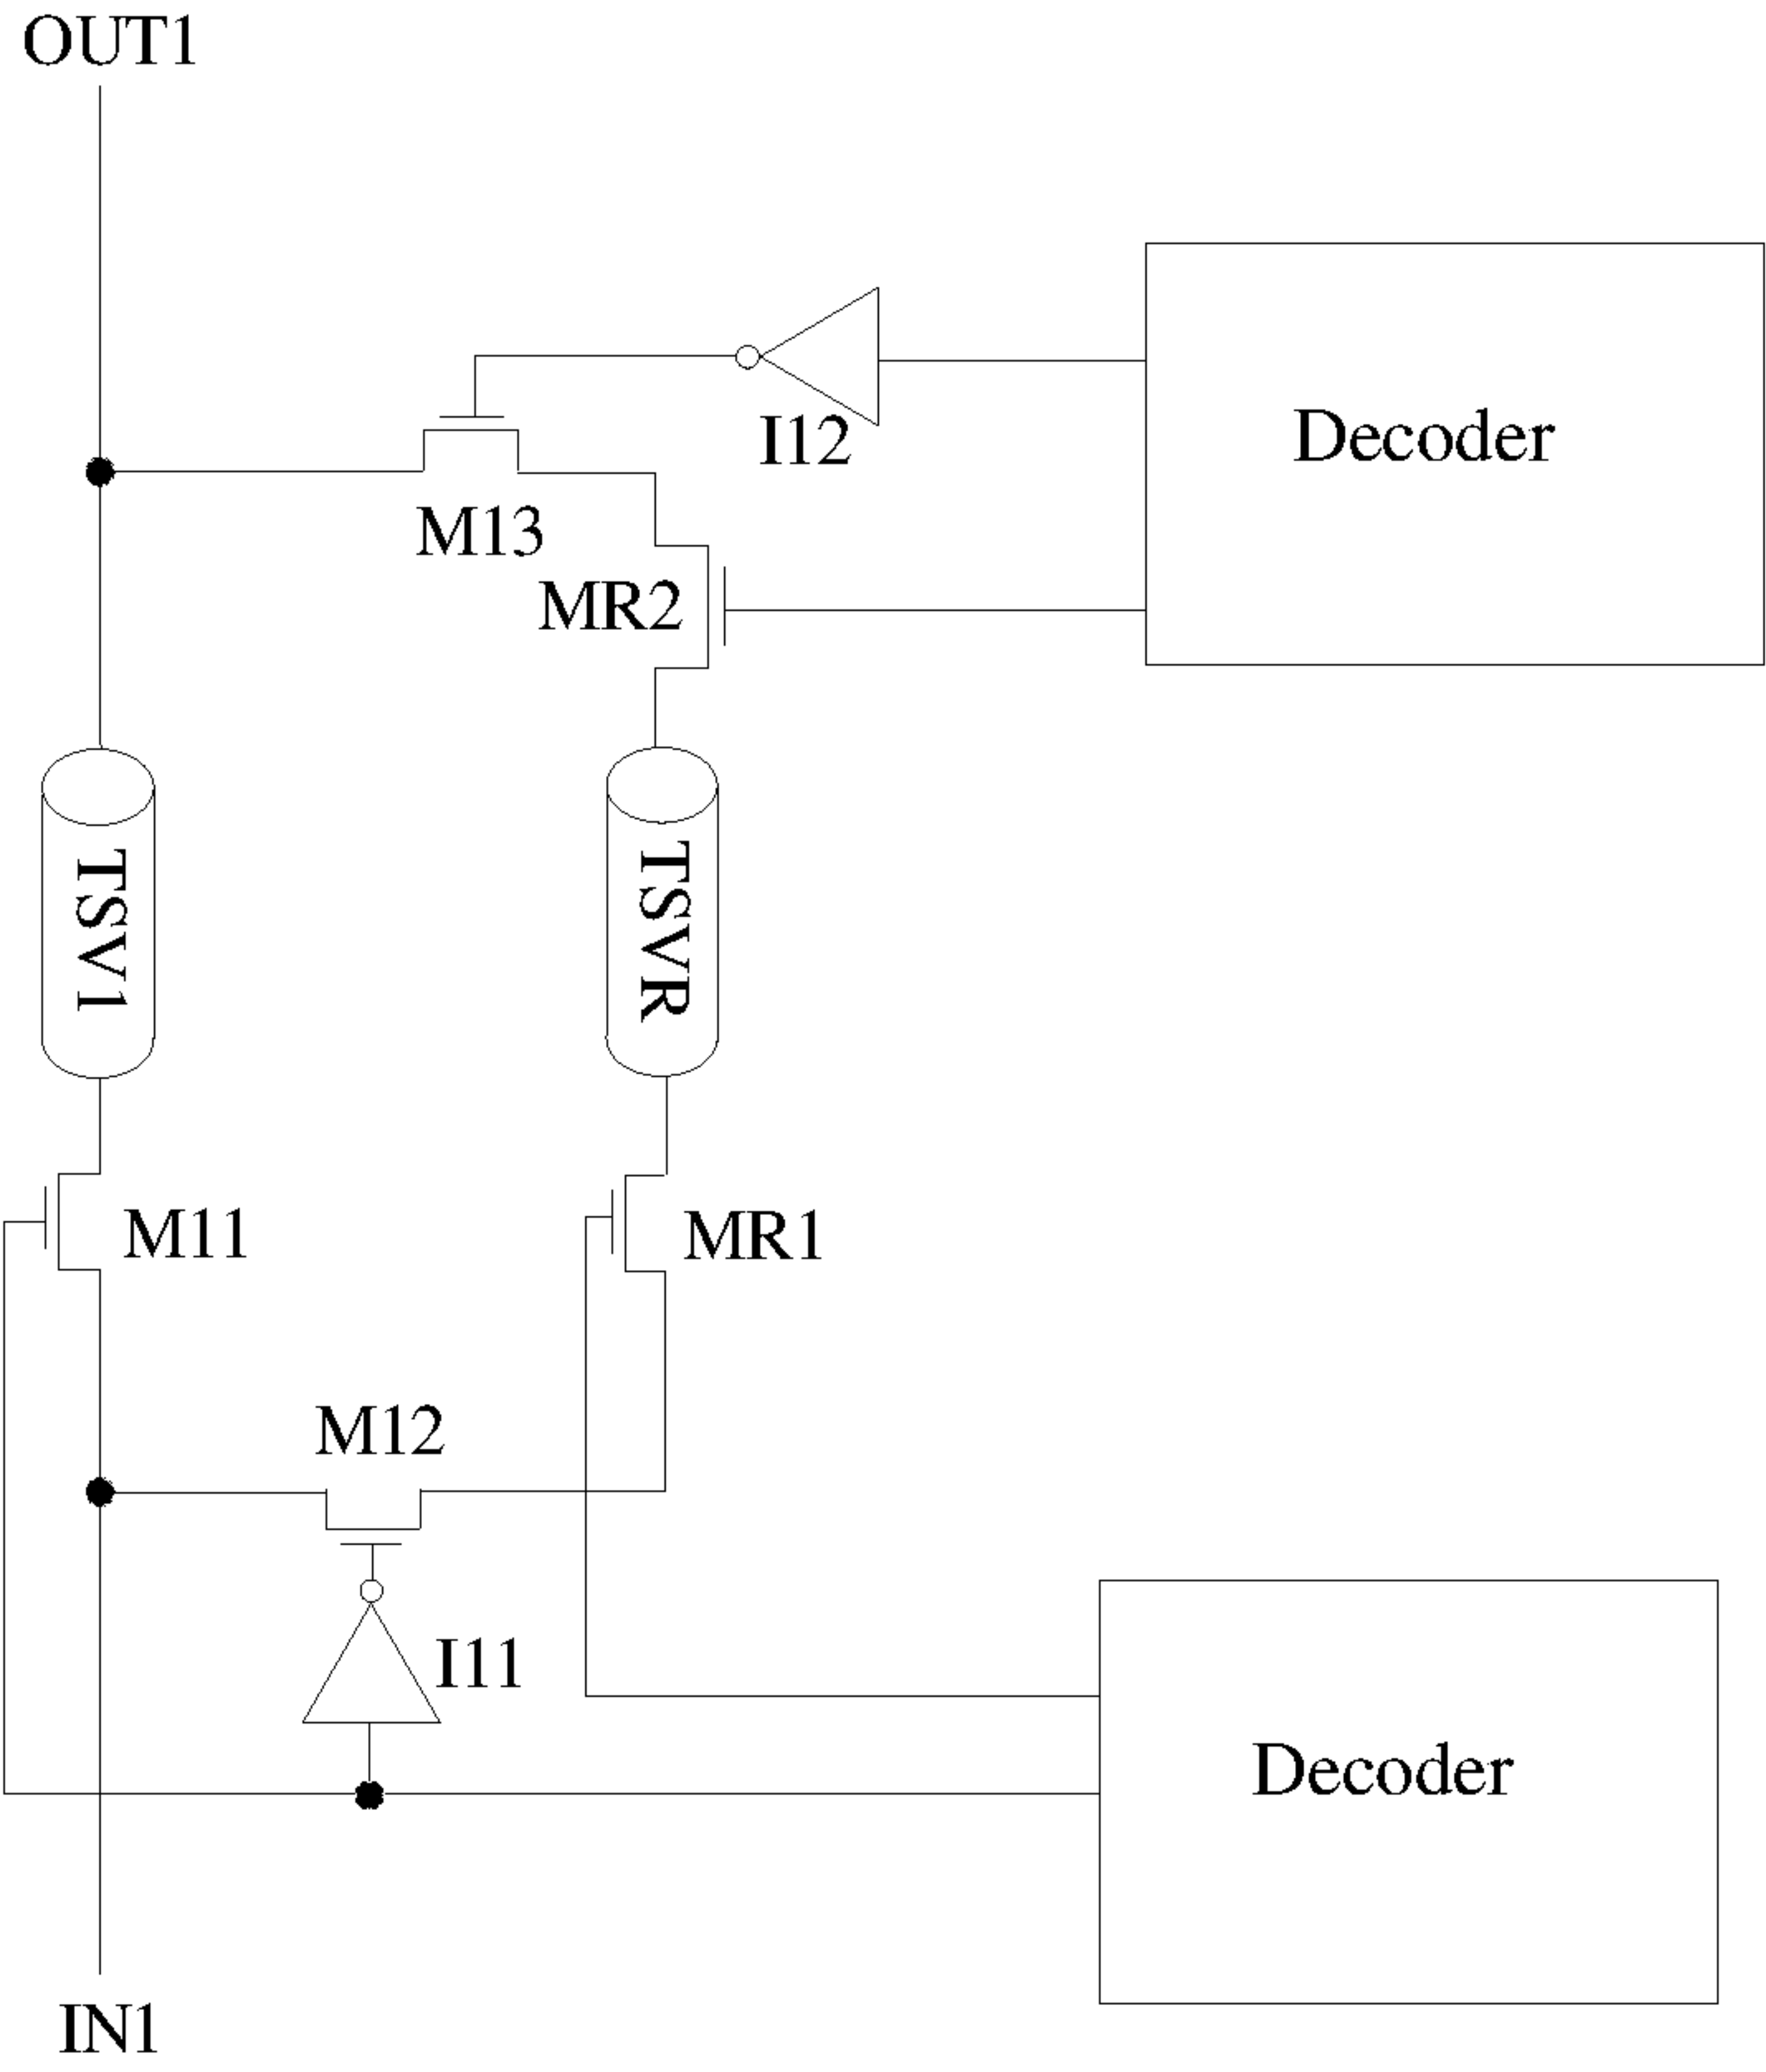 OUT1
I12
Decoder
M13
MR2
TSV1
TSVR
M11
MR1
M12
I11
Decoder
IN1